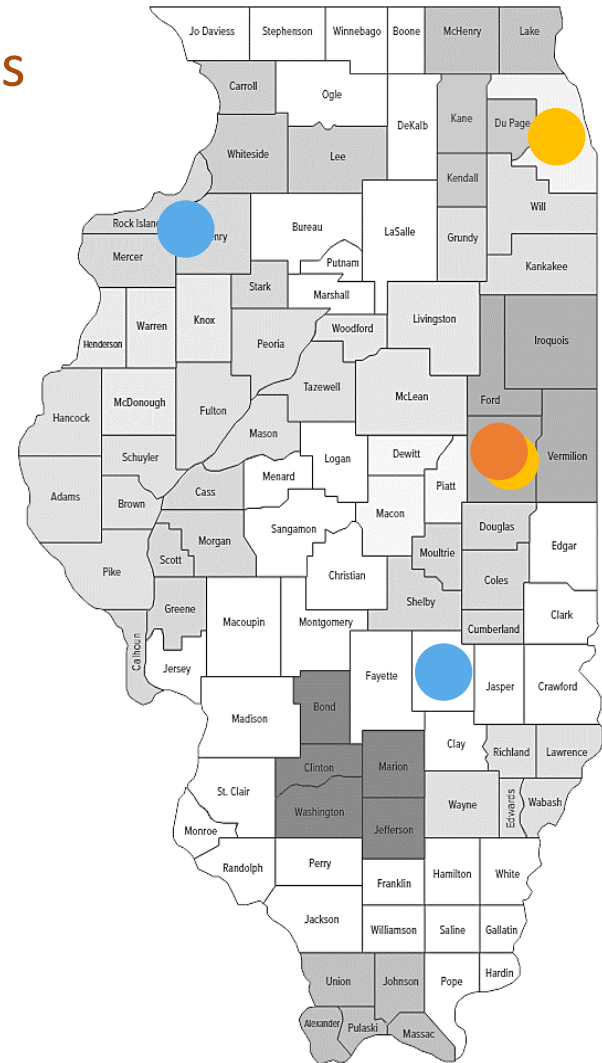 s
Jo Daviess Stephenson Winnebago Boone McHenry Lake
Carroll Ogle DeKalb Kane Du Page
Whiteside Lee Kendall
Rock Islan enry Bureau LaSalle Grundy Will
Mercer Putnam Kankakee
Stark Marshall
Henderson Warren Knox Peoria Woodford Livingston Iroquois
Ford
Hancock McDonough Fulton Tazewell McLean
Mason
Schuyler Logan Dewitt Vermilion
Adams Brown Cass Menard Piatt
Sangamon Macon Douglas
Pike Scott Morgan Moultrie Edgar
Christian Coles
Greene Shelby
Calhoun Macoupin Montgomery Cumberland Clark
Jersey Fayette Jasper Crawford
Bond
Madison
Clay Richland Lawrence
Clinton Marion
St. Clair Wayne Edwards Wabash
Washington Jefferson
Monroe
Randolph Perry Franklin Hamilton White
Jackson Williamson Saline Gallatin
Union Johnson Pope Hardin
Alexander Pulaski Massac